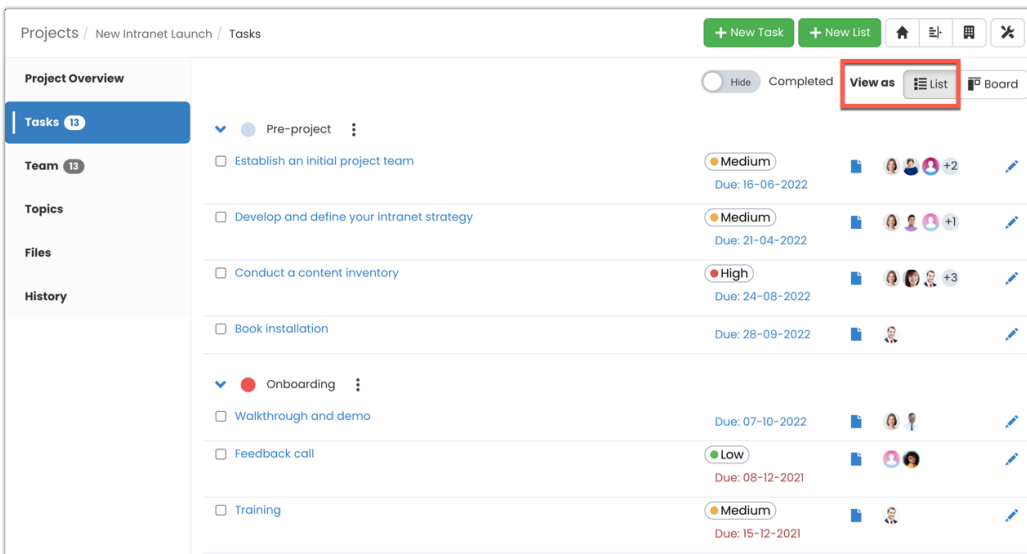 Projects / New Intranet Launch / Tasks
+ New Task
+ New List
Project Overview
Hide
Completed
View as
List
Board
Tasks 13
Pre-project
Establish an initial project team
Medium
Due: 16-06-2022
+2
Team 13
Topics
Develop and define your intranet strategy
Medium
Due: 21-04-2022
+1
Files
Conduct a content inventory
High
Due: 24-08-2022
+3
History
Book installation
Due: 28-09-2022
Onboarding
Walkthrough and demo
Due: 07-10-2022
Feedback call
Low
Due: 08-12-2021
Training
Medium
Due: 15-12-2021